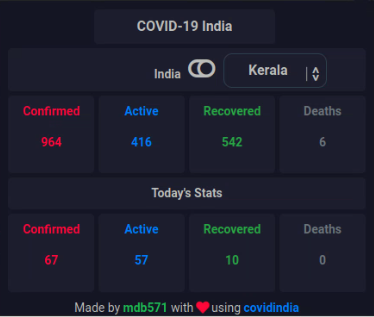 COVID-19 India
India Kerala
Confirmed Active Recovered Deaths
964 416 542 6
Today's Stats
Confirmed Active Recovered Deaths
67 57 10 0
Made by mdb571 with ❤ using covidindia